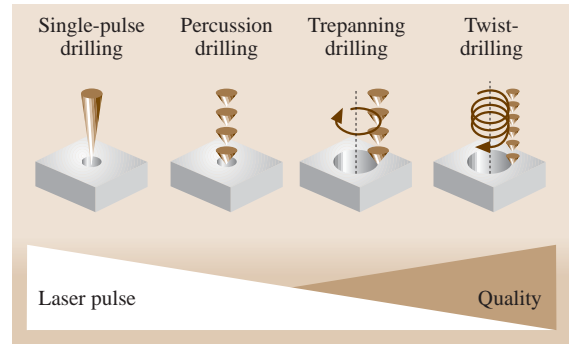 Single-pulse
drilling
Percussion
drilling
Trepanning
drilling
Twist-
drilling
Laser pulse
Quality